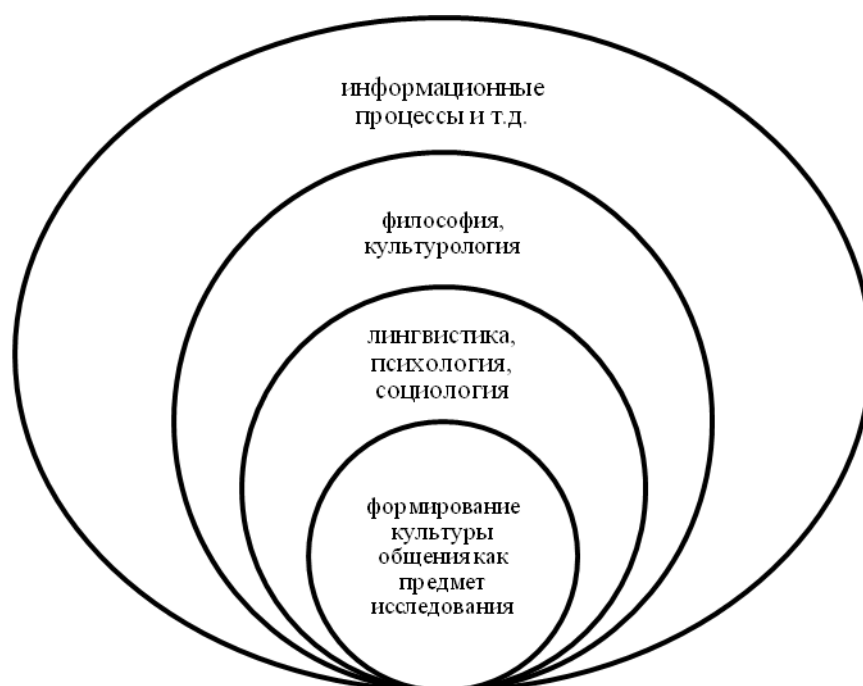 информационные
процессы и т.д.
философия,
культурология
лингвистика,
психология,
социология
формирование
культуры
общения как
предмет
исследования